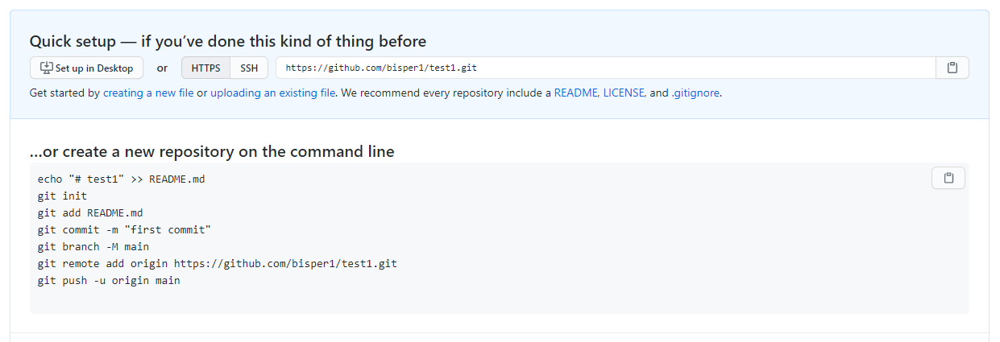 Quick setup — if you’ve done this kind of thing before
Set up in Desktop or HTTPS SSH https://github.com/bisper1/test1.git
Get started by creating a new file or uploading an existing file. We recommend every repository include a README, LICENSE, and .gitignore.
…or create a new repository on the command line
echo "# test1" >> README.md
git init
git add README.md
git commit -m "first commit"
git branch -M main
git remote add origin https://github.com/bisper1/test1.git
git push -u origin main